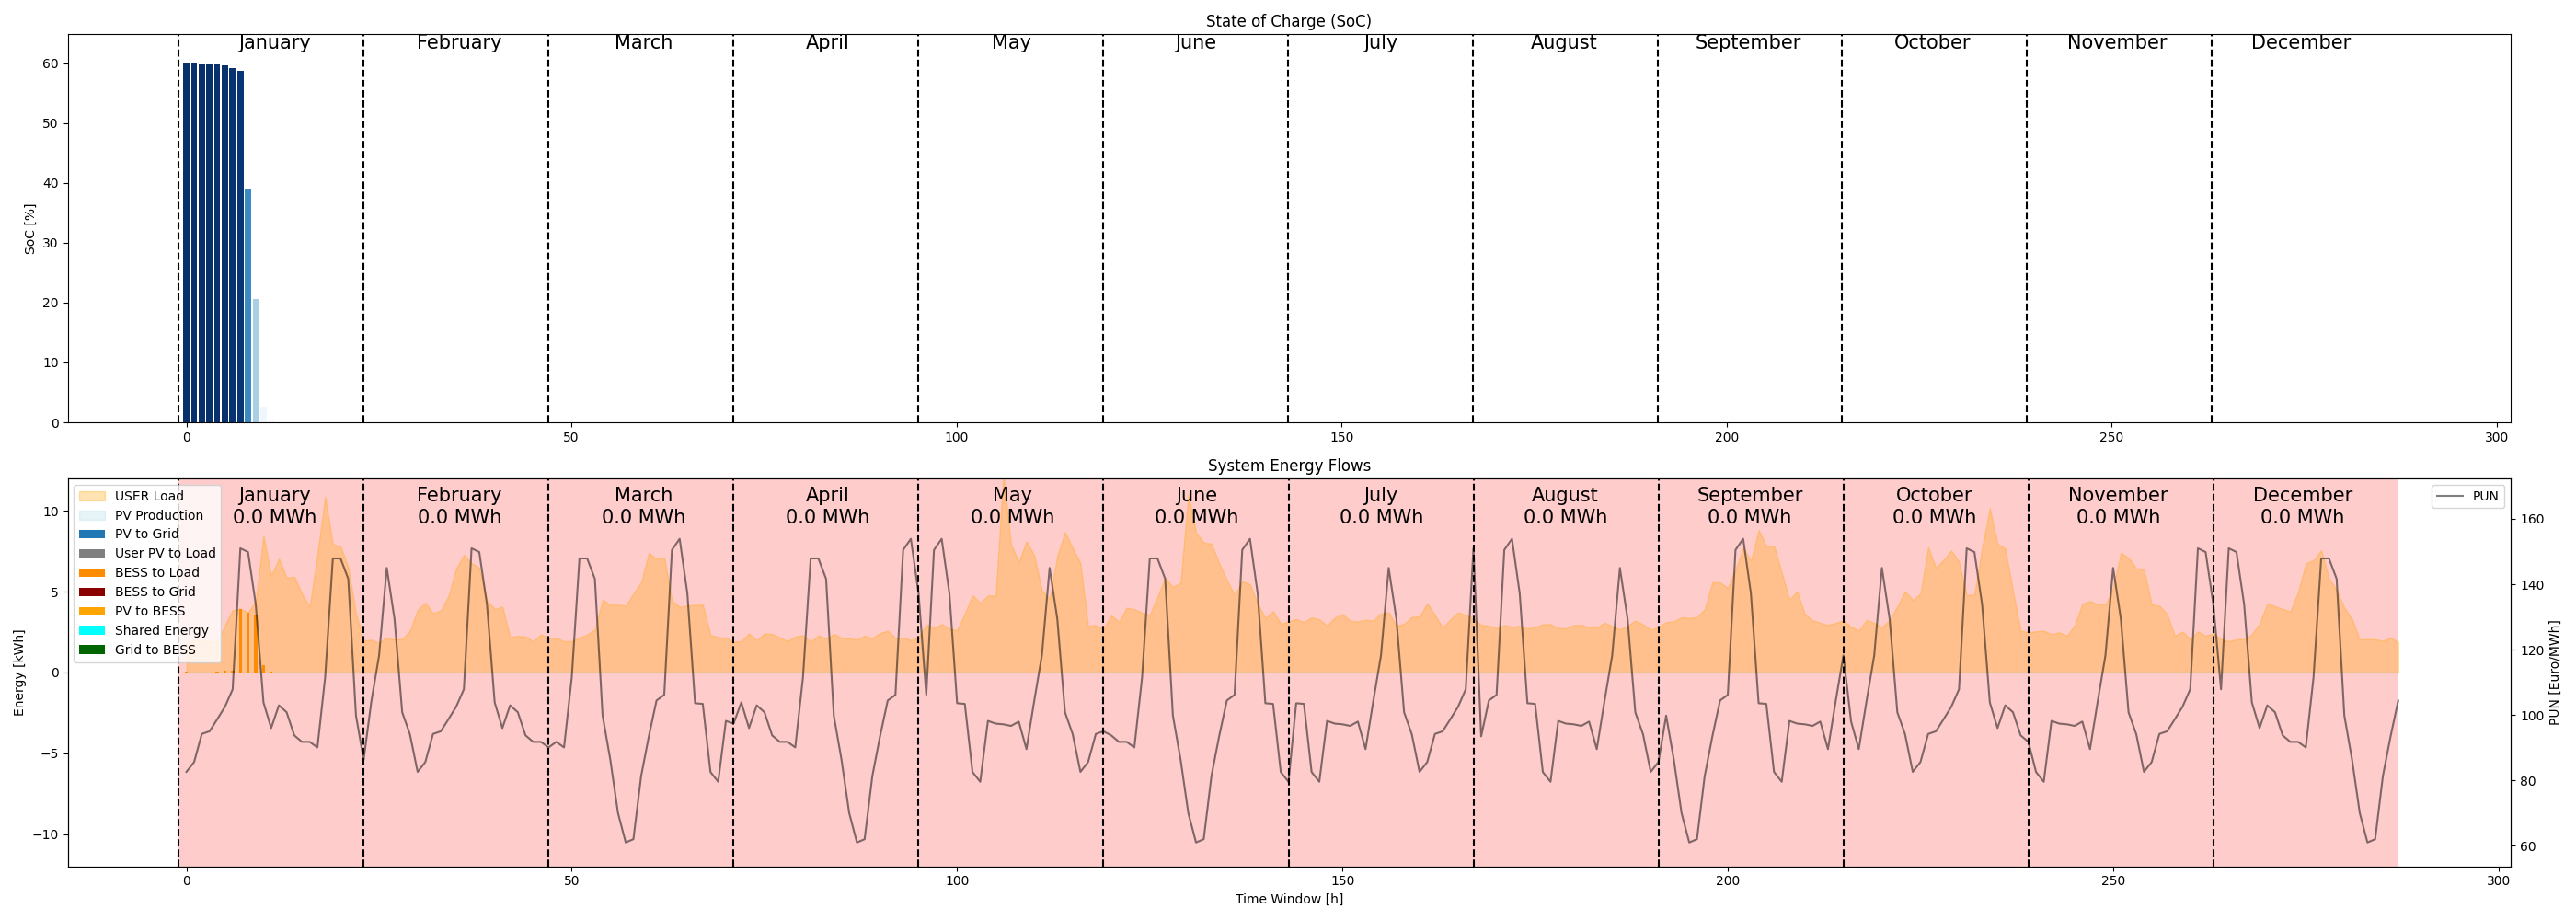 State of Charge (SoC)
January February March April May June July August September October November December
60
50
40
30
20
10
0
SoC [%]
0 50 100 150 200 250 300
System Energy Flows
January February March April May June July August September October November December
0.0 MWh 0.0 MWh 0.0 MWh 0.0 MWh 0.0 MWh 0.0 MWh 0.0 MWh 0.0 MWh 0.0 MWh 0.0 MWh 0.0 MWh 0.0 MWh
USER Load
PV Production
PV to Grid
User PV to Load
BESS to Load
BESS to Grid
PV to BESS
Shared Energy
Grid to BESS
PUN
10
5
0
−5
−10
Energy [kWh]
160
140
120
100
80
60
PUN [Euro/MWh]
0 50 100 150 200 250 300
Time Window [h]